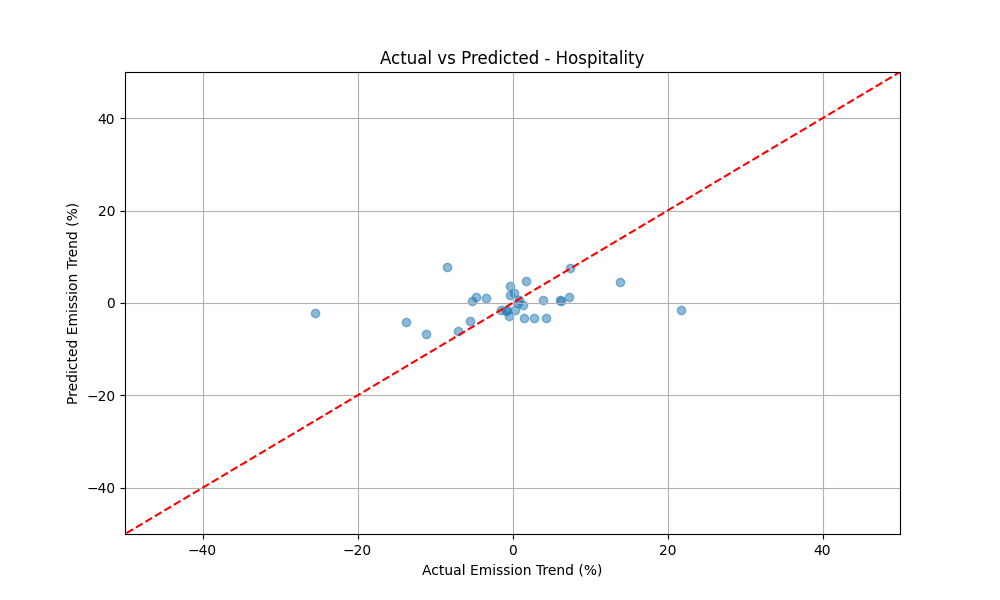 Actual vs Predicted - Hospitality
Predicted Emission Trend (%)
40
20
0
−20
−40
−40 −20 0 20 40
Actual Emission Trend (%)